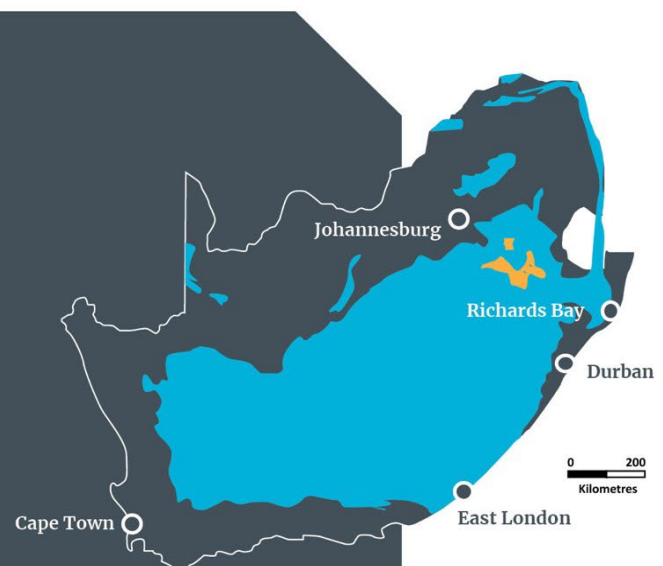 Johannesburg
Richards Bay
Durban
0 200
Kilometres
East London
Cape Town